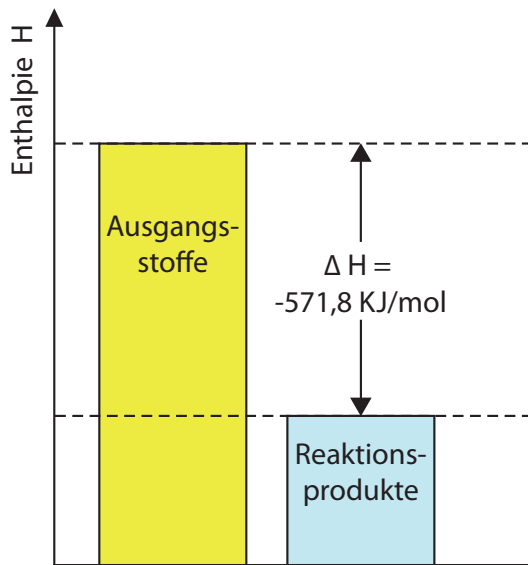 Enthalpie H
Ausgangs-
stoffe
Δ H =
-571,8 KJ/mol
Reaktions-
produkte